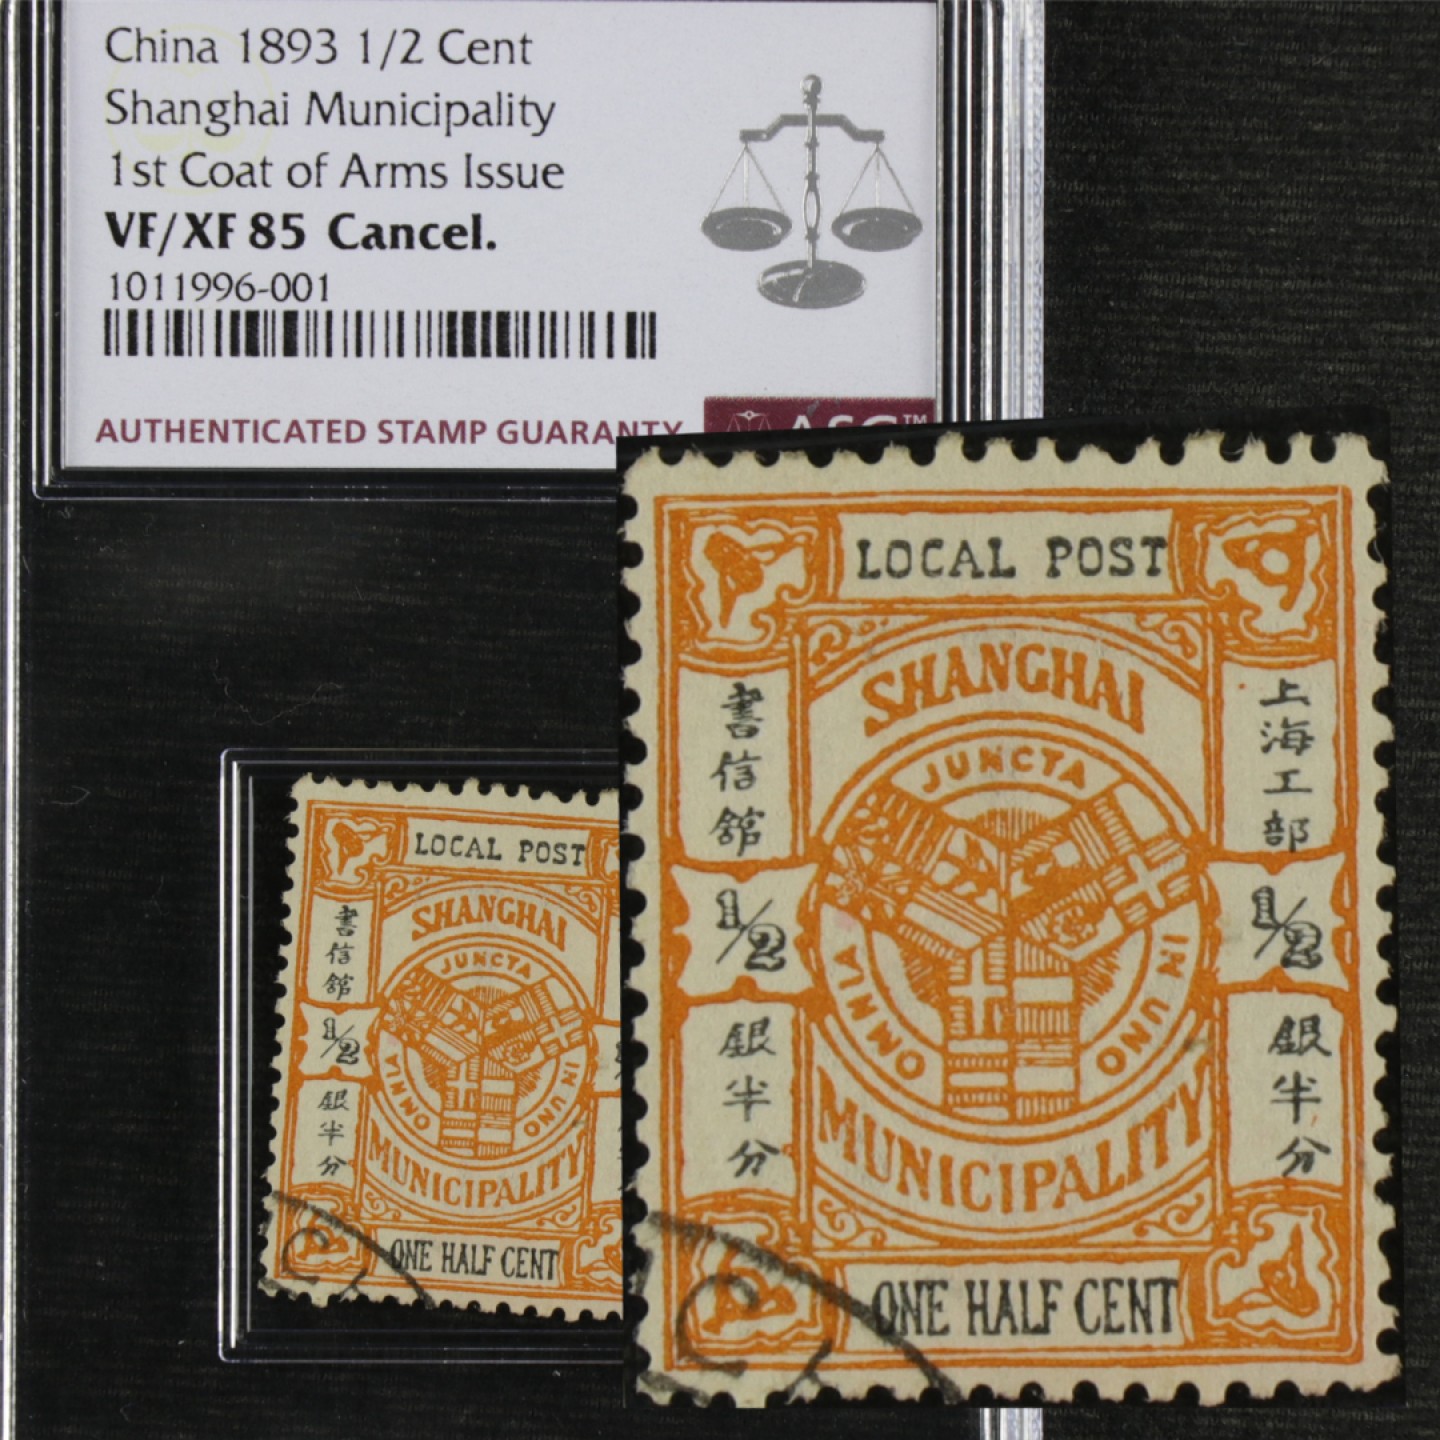 China 1893 1/2 Cent
Shanghai Municipality
1st Coat of Arms Issue
VF/XF 85 Cancel.
1011996-001
AUTHENTICATED STAMP GUARANTY
ASG™
LOCAL POST
SHANGHAI
JUNCTA
IN UNO
OMNIA
MUNICIPALITY
書信舘
1/2
銀半分
ONE HALF CENT
LOCAL POST
SHANGHAI
JUNCTA
IN UNO
OMNIA
MUNICIPALITY
上海工部
書信舘
1/2
1/2
銀半分
銀半分
ONE HALF CENT